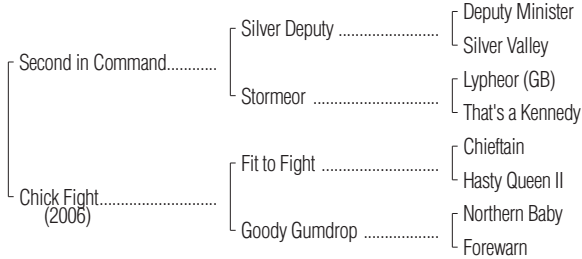 Deputy Minister
Silver Deputy ..........................
Silver Valley
Second in Command............
Lypheor (GB)
Stormeor ................................
That's a Kennedy
Chieftain
Fit to Fight ..............................
Hasty Queen II
Chick Fight............................
(2006)
Northern Baby
Goody Gumdrop ....................
Forewarn